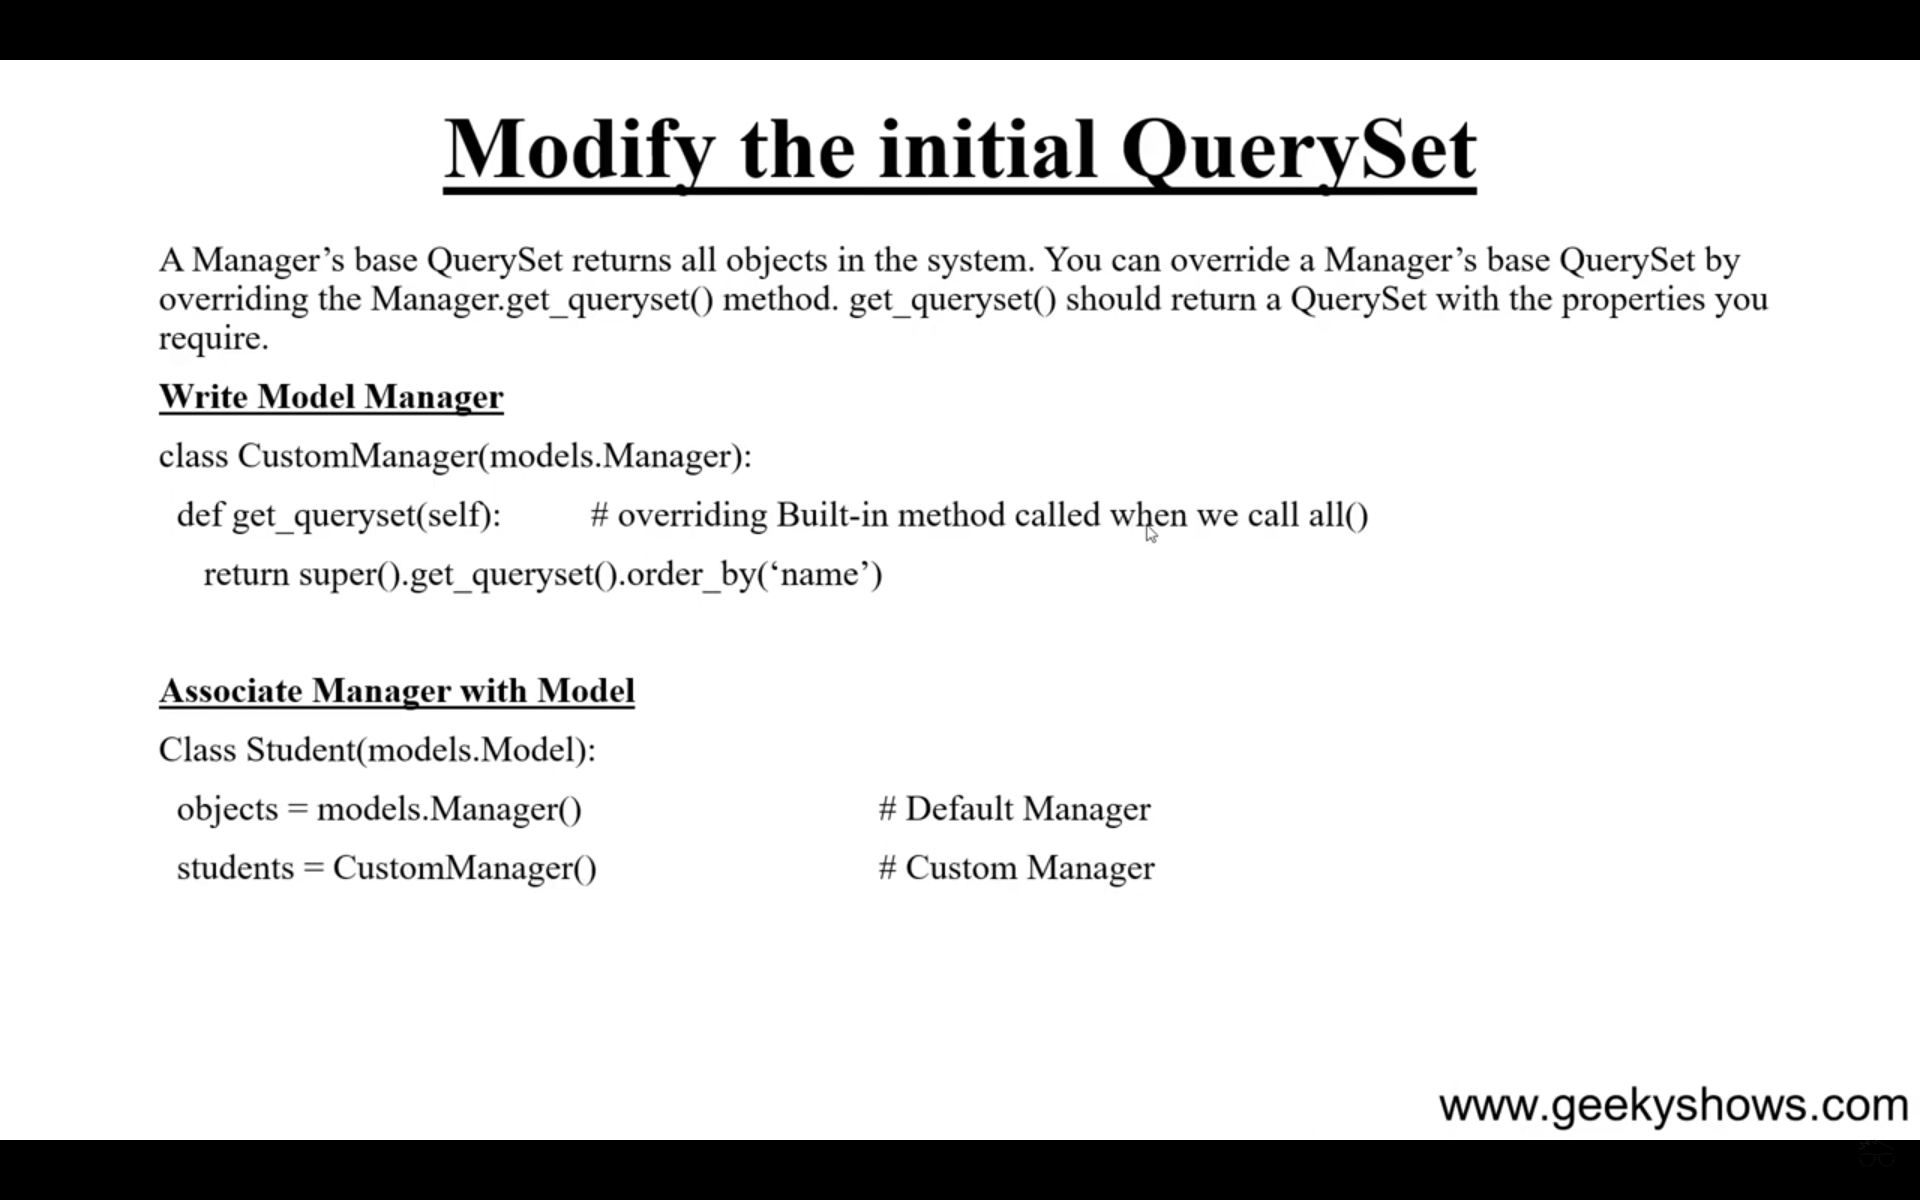 Modify the initial QuerySet
A Manager’s base QuerySet returns all objects in the system. You can override a Manager’s base QuerySet by
overriding the Manager.get_queryset() method. get_queryset() should return a QuerySet with the properties you
require.
Write Model Manager
class CustomManager(models.Manager):
def get_queryset(self): # overriding Built-in method called when we call all()
return super().get_queryset().order_by(‘name’)
Associate Manager with Model
Class Student(models.Model):
objects = models.Manager() # Default Manager
students = CustomManager() # Custom Manager
www.geekyshows.com